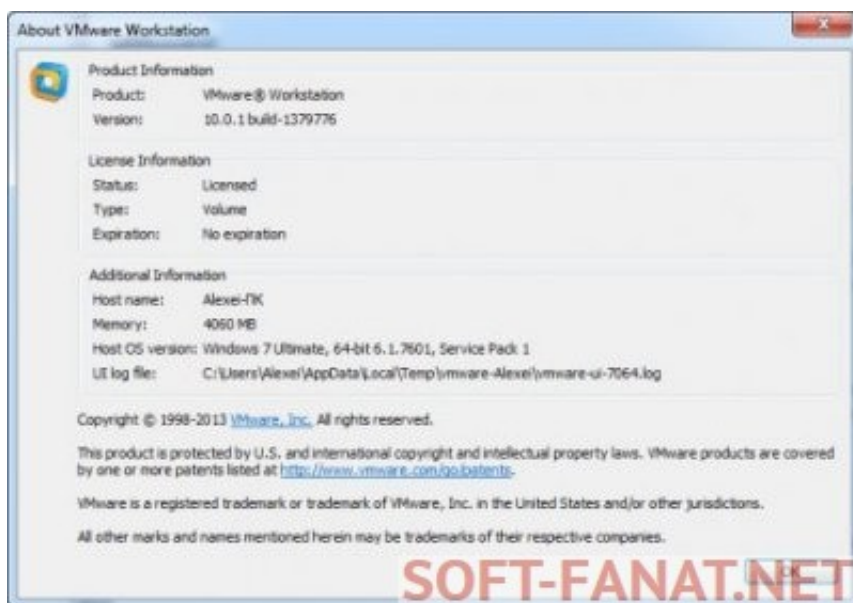 About VMware Workstation
Product Information
Product: VMware® Workstation
Version: 10.0.1 build-1379776
License Information
Status: Licensed
Type: Volume
Expiration: No expiration
Additional Information
Host name: Alexei-ПК
Memory: 4060 MB
Host OS version: Windows 7 Ultimate, 64-bit 6.1.7601, Service Pack 1
UI log file: C:\Users\Alexei\AppData\Local\Temp\vmware-Alexei\vmware-ui-7064.log
Copyright © 1998-2013 VMware, Inc. All rights reserved.
This product is protected by U.S. and international copyright and intellectual property laws. VMware products are covered
by one or more patents listed at http://www.vmware.com/go/patents.
VMware is a registered trademark or trademark of VMware, Inc. in the United States and/or other jurisdictions.
All other marks and names mentioned herein may be trademarks of their respective companies.
OK
SOFT-FANAT.NET